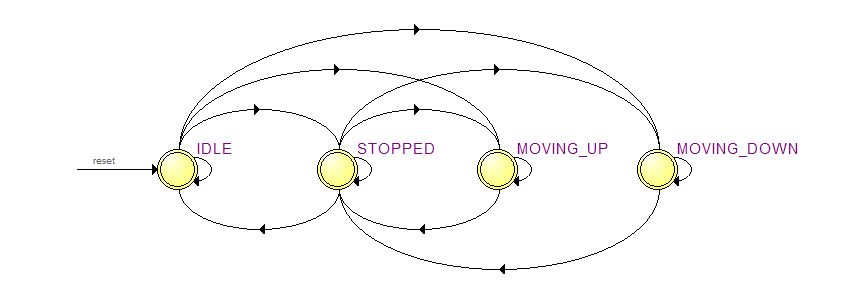 IDLE
STOPPED
MOVING_UP
MOVING_DOWN
reset